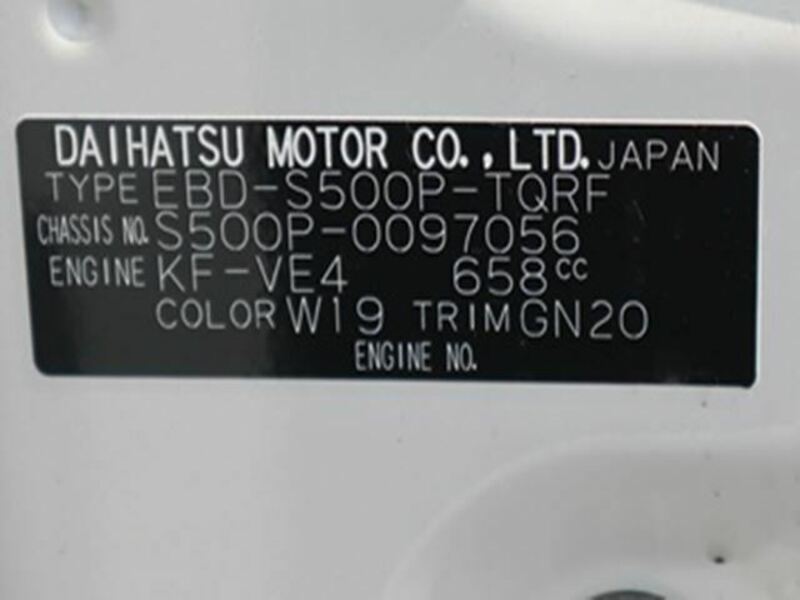 DAIHATSU MOTOR CO., LTD. JAPAN
TYPE EBD-S500P-TQRF
CHASSIS NO. S500P-0097056
ENGINE KF-VE4 658cc
COLOR W19 TRIM GN20
ENGINE NO.